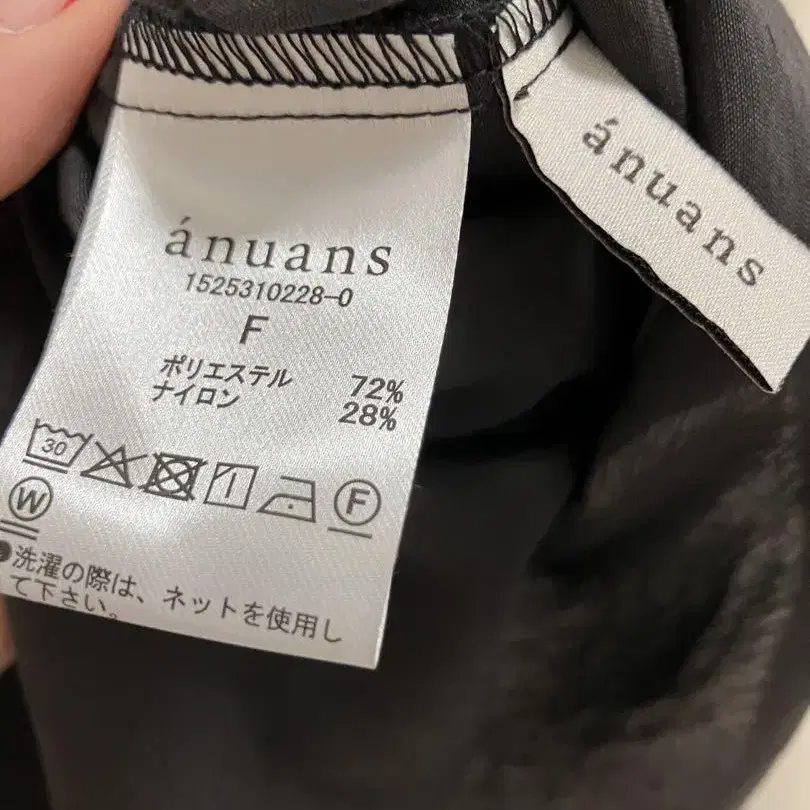 ánuans
1525310228-0
F
ポリエステル 72%
ナイロン 28%
30
F
W
●洗濯の際は、ネットを使用し
て下さい。
ánuans